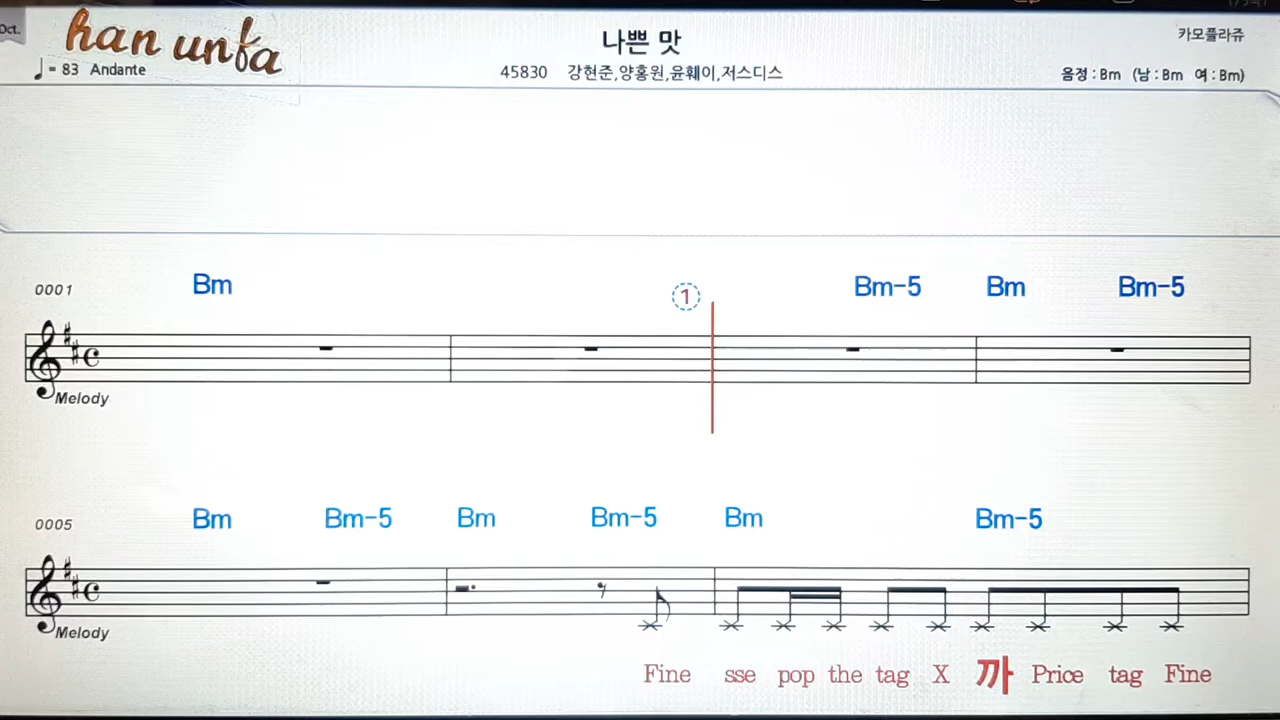 Oct.
han unfa
나쁜 맛
카모플라쥬
♩= 83 Andante
45830 강현준,양홍원,윤훼이,저스디스
음정 : Bm (남 : Bm 여 : Bm)
0001 Bm ① Bm-5 Bm Bm-5
Melody
0005 Bm Bm-5 Bm Bm-5 Bm Bm-5
Melody
Fine sse pop the tag X 까 Price tag Fine